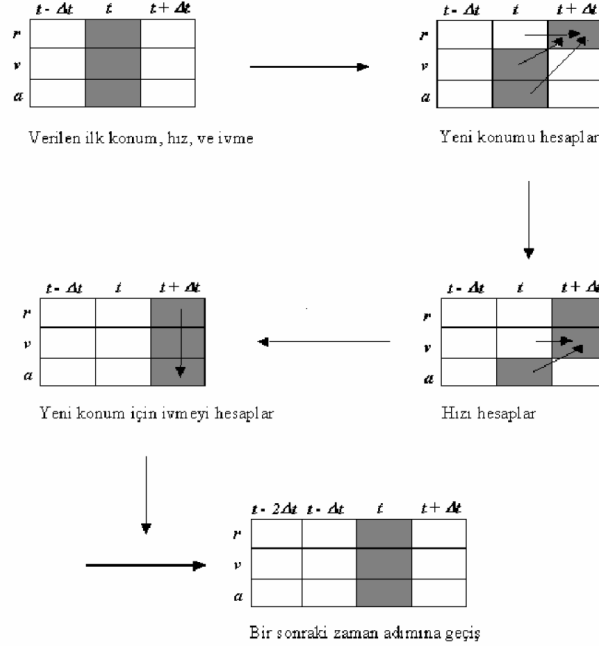 t - Δt t t + Δt
r
v
a
Verilen ilk konum, hız, ve ivme
t - Δt t t + Δt
r
v
a
Yeni konumu hesaplar
t - Δt t t + Δt
r
v
a
Yeni konum için ivmeyi hesaplar
t - Δt t t + Δt
r
v
a
Hızı hesaplar
t - 2Δt t - Δt t t + Δt
r
v
a
Bir sonraki zaman adımına geçiş